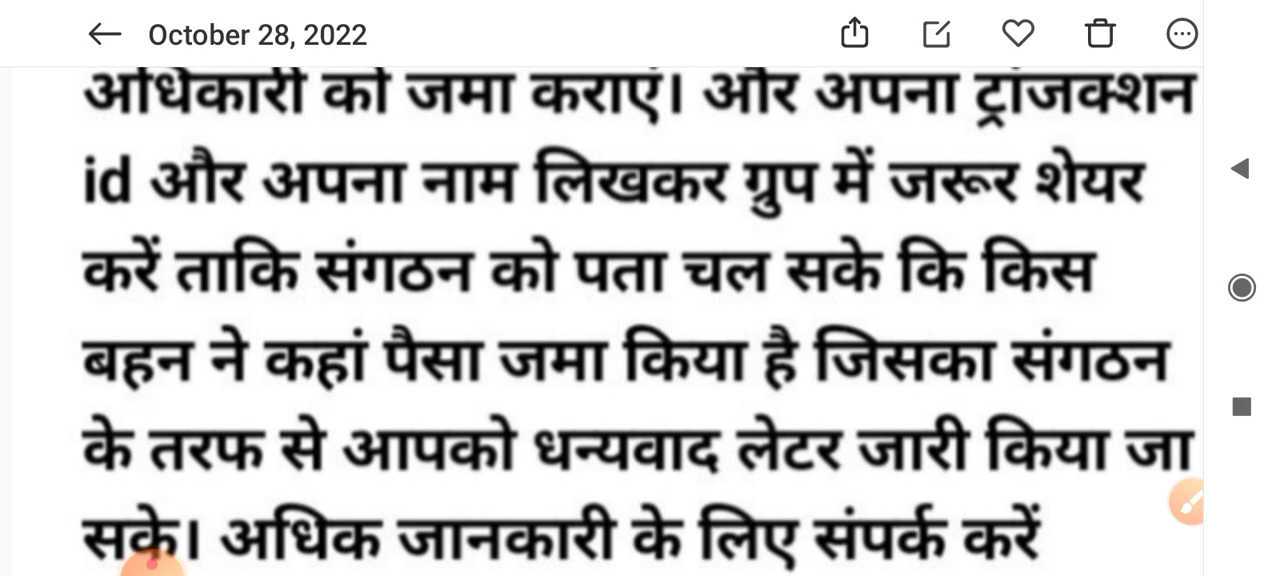 October 28, 2022
अधिकारी को जमा कराएं। और अपना ट्रांजक्शन
id और अपना नाम लिखकर ग्रुप में जरूर शेयर
करें ताकि संगठन को पता चल सके कि किस
बहन ने कहां पैसा जमा किया है जिसका संगठन
के तरफ से आपको धन्यवाद लेटर जारी किया जा
सके। अधिक जानकारी के लिए संपर्क करें